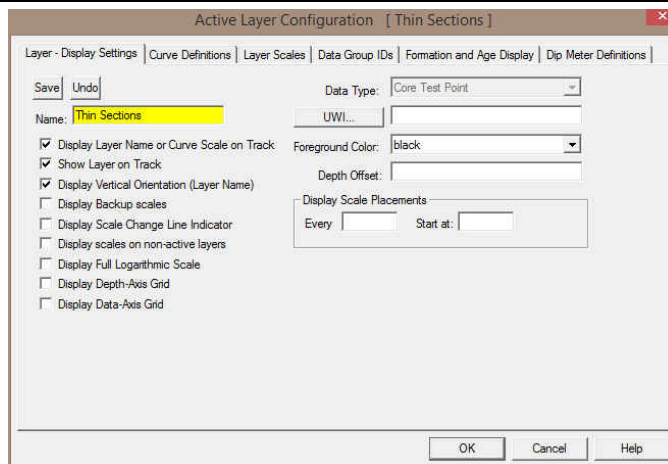 Active Layer Configuration [ Thin Sections ]
Layer - Display Settings Curve Definitions Layer Scales Data Group IDs Formation and Age Display Dip Meter Definitions
Save Undo
Name: Thin Sections
Display Layer Name or Curve Scale on Track
Show Layer on Track
Display Vertical Orientation (Layer Name)
Display Backup scales
Display Scale Change Line Indicator
Display scales on non-active layers
Display Full Logarithmic Scale
Display Depth-Axis Grid
Display Data-Axis Grid
Data Type: Core Test Point
UWI...
Foreground Color: black
Depth Offset:
Display Scale Placements
Every Start at:
OK Cancel Help